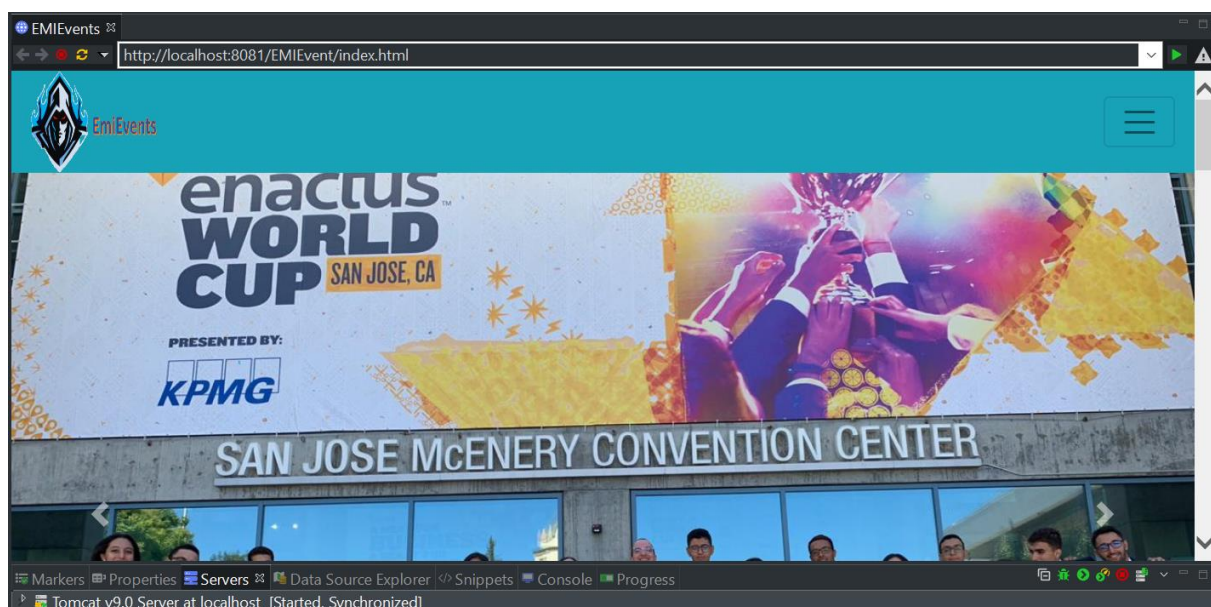 EMIEvents
http://localhost:8081/EMIEvent/index.html
EmiEvents
enactus
WORLD
CUP SAN JOSE, CA
PRESENTED BY:
KPMG
SAN JOSE McENERY CONVENTION CENTER
Markers Properties Servers Data Source Explorer Snippets Console Progress
Tomcat v9.0 Server at localhost [Started, Synchronized]